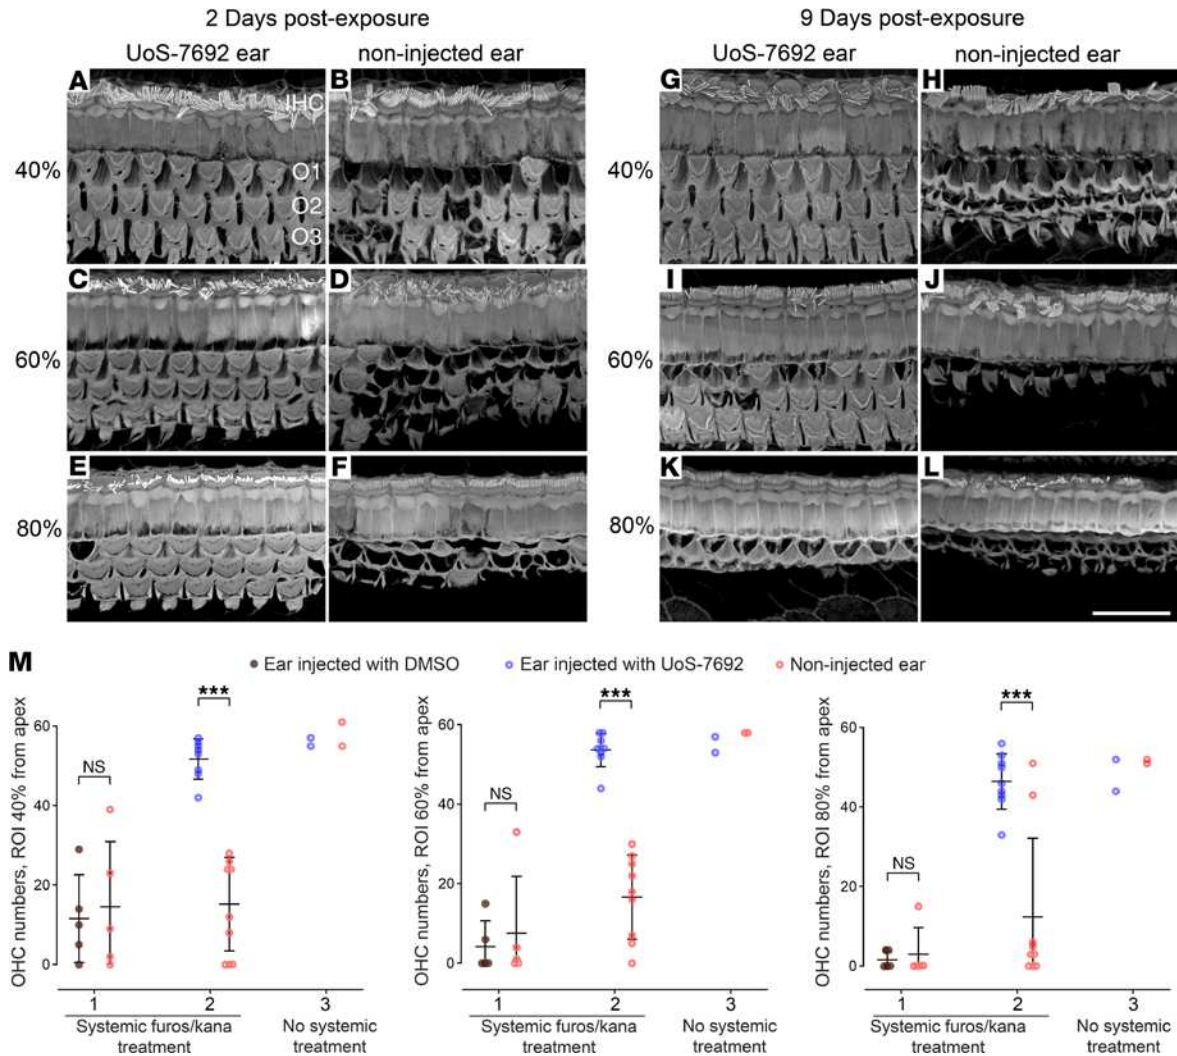 2 Days post-exposure
9 Days post-exposure
UoS-7692 ear
non-injected ear
UoS-7692 ear
non-injected ear
A
B
G
H
IHC
40%
O1
O2
O3
C
D
I
J
60%
60%
E
F
K
L
80%
80%
40%
M
Ear injected with DMSO
Ear injected with UoS-7692
Non-injected ear
OHC numbers, ROI 40% from apex
60
40
20
0
NS
***
1
2
3
Systemic furos/kana
treatment
No systemic
treatment
OHC numbers, ROI 60% from apex
60
40
20
0
NS
***
1
2
3
Systemic furos/kana
treatment
No systemic
treatment
OHC numbers, ROI 80% from apex
60
40
20
0
NS
***
1
2
3
Systemic furos/kana
treatment
No systemic
treatment